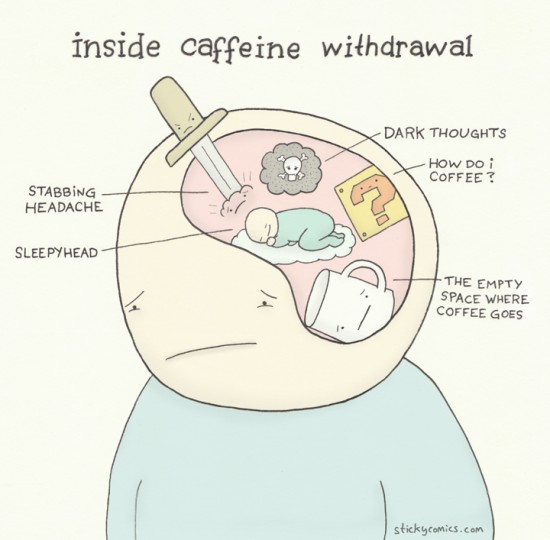 inside caffeine withdrawal
DARK THOUGHTS
HOW DO i
COFFEE?
STABBiNG
HEADACHE
SLEEPYHEAD
THE EMPTY
SPACE WHERE
COFFEE GOES
stickycomics.com